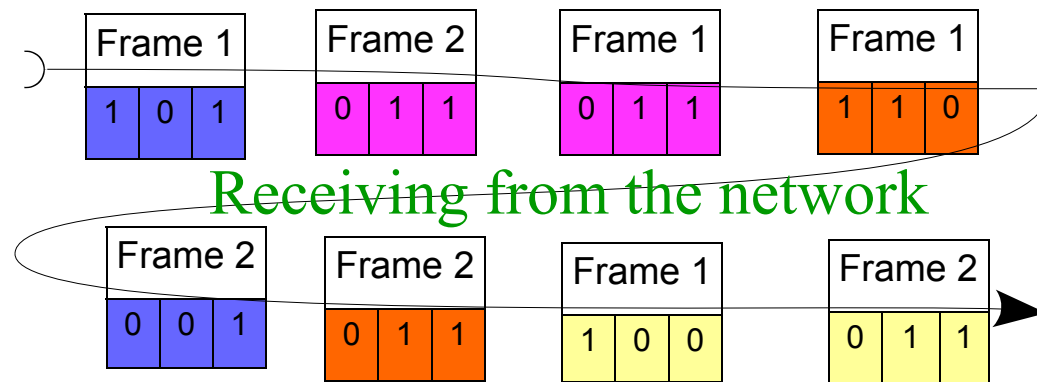 Frame 1 Frame 2 Frame 1 Frame 1
1 0 1 0 1 1 0 1 1 1 1 0
Receiving from the network
Frame 2 Frame 2 Frame 1 Frame 2
0 0 1 0 1 1 1 0 0 0 1 1